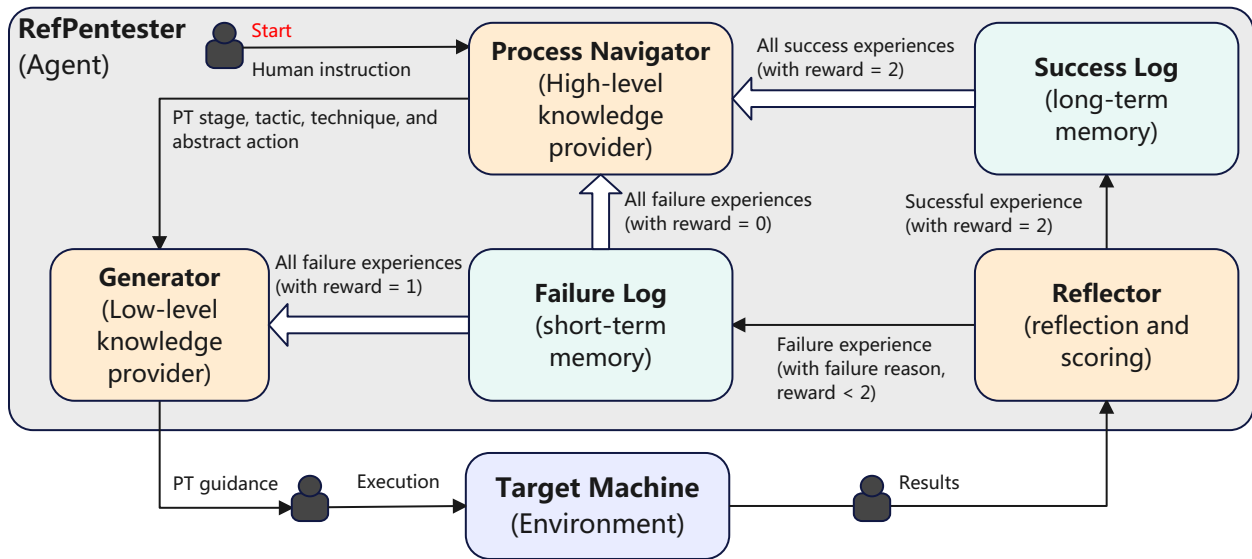 RefPentester
(Agent)
Start
Human instruction
Process Navigator
(High-level
knowledge
provider)
All success experiences
(with reward = 2)
Success Log
(long-term
memory)
PT stage, tactic, technique, and
abstract action
All failure experiences
(with reward = 0)
Sucessful experience
(with reward = 2)
Generator
(Low-level
knowledge
provider)
All failure experiences
(with reward = 1)
Failure Log
(short-term
memory)
Failure experience
(with failure reason,
reward < 2)
Reflector
(reflection and
scoring)
PT guidance
Execution
Target Machine
(Environment)
Results